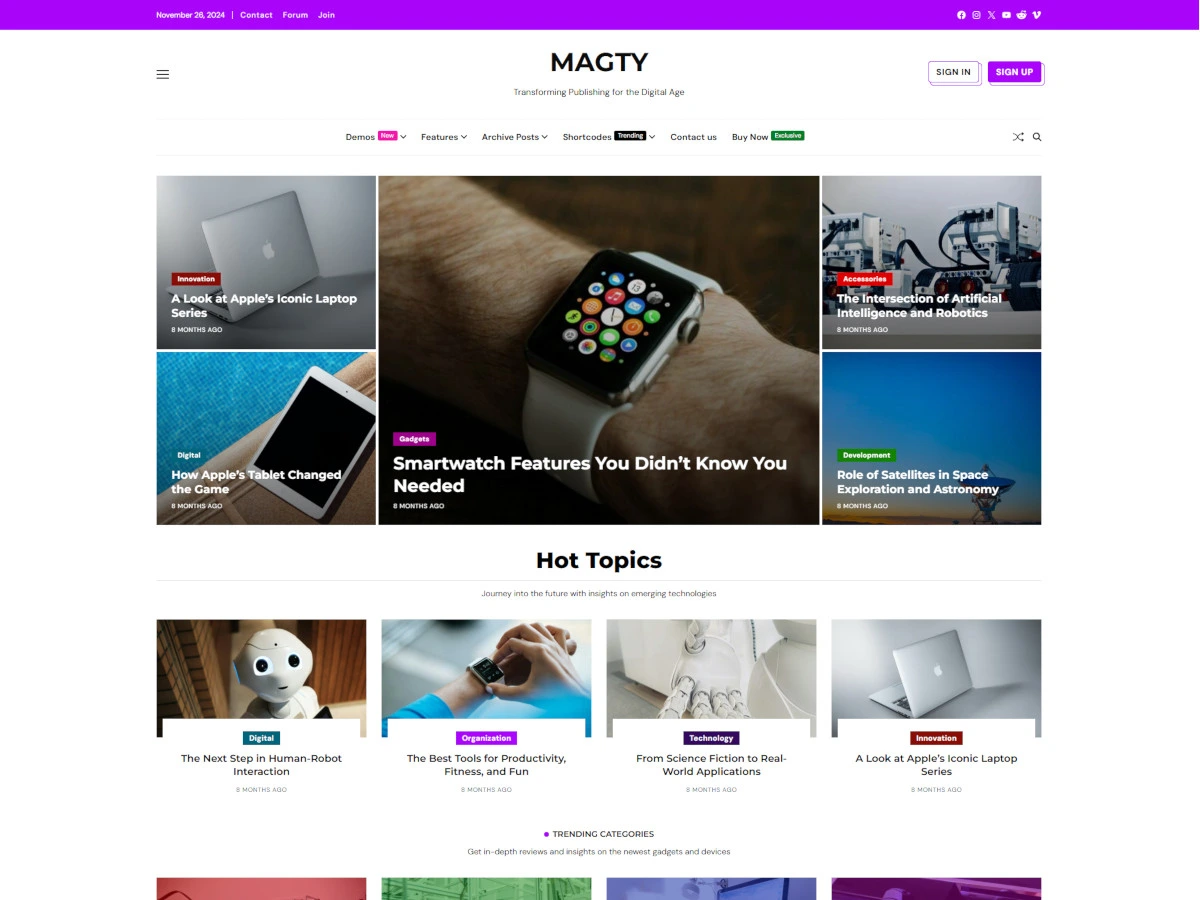 November 26, 2024 | Contact Forum Join
MAGTY
Transforming Publishing for the Digital Age
SIGN IN
SIGN UP
Demos New Features Archive Posts Shortcodes Trending Contact us Buy Now Exclusive
Innovation
A Look at Apple's Iconic Laptop
Series
8 MONTHS AGO
Digital
How Apple's Tablet Changed
the Game
8 MONTHS AGO
Gadgets
Smartwatch Features You Didn't Know You
Needed
8 MONTHS AGO
Accessories
The Intersection of Artificial
Intelligence and Robotics
8 MONTHS AGO
Development
Role of Satellites in Space
Exploration and Astronomy
8 MONTHS AGO
Hot Topics
Journey into the future with insights on emerging technologies
Digital
The Next Step in Human-Robot
Interaction
8 MONTHS AGO
Organization
The Best Tools for Productivity,
Fitness, and Fun
8 MONTHS AGO
Technology
From Science Fiction to Real-
World Applications
8 MONTHS AGO
Innovation
A Look at Apple's Iconic Laptop
Series
8 MONTHS AGO
TRENDING CATEGORIES
Get in-depth reviews and insights on the newest gadgets and devices